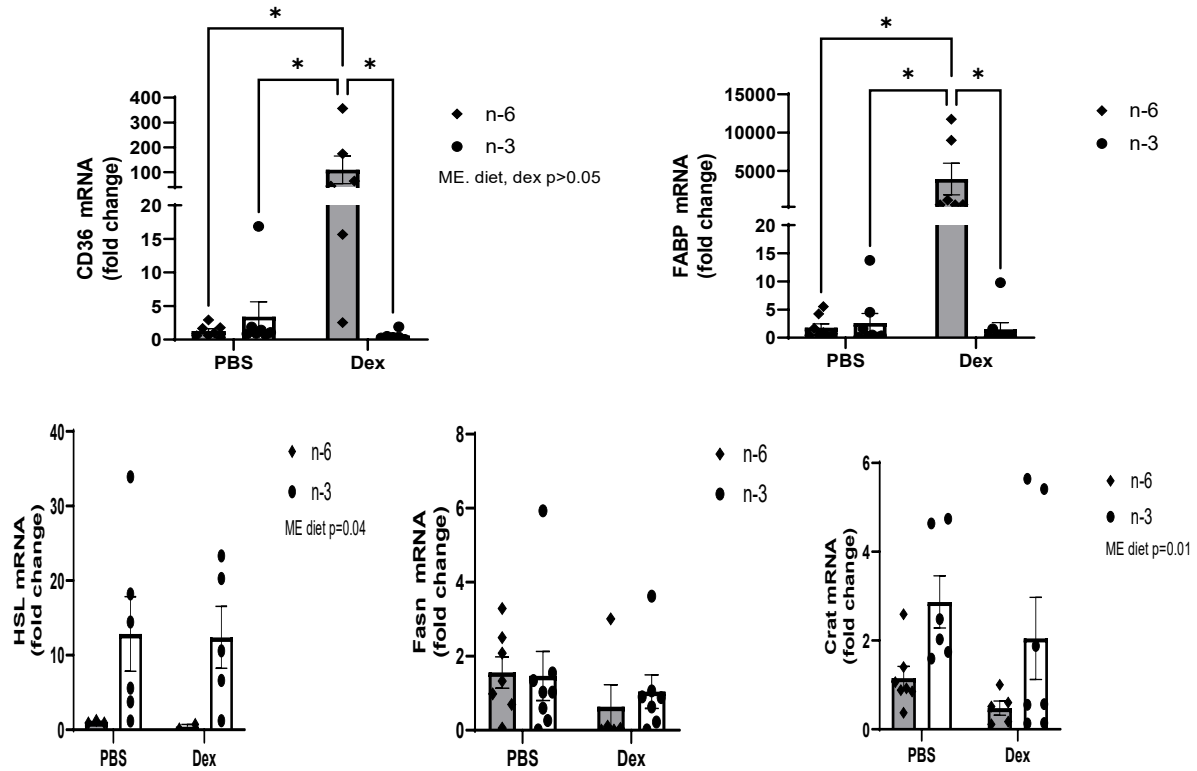 *
* *
CD36 mRNA
(fold change)
400
300
200
100
20
15
10
5
0
PBS Dex
n-6
n-3
ME. diet, dex p>0.05
*
* *
FABP mRNA
(fold change)
15000
10000
5000
20
15
10
5
0
PBS Dex
n-6
n-3
HSL mRNA
(fold change)
40
30
20
10
0
PBS Dex
n-6
n-3
ME diet p=0.04
Fasn mRNA
(fold change)
8
6
4
2
0
PBS Dex
n-6
n-3
Crat mRNA
(fold change)
6
4
2
0
PBS Dex
n-6
n-3
ME diet p=0.01